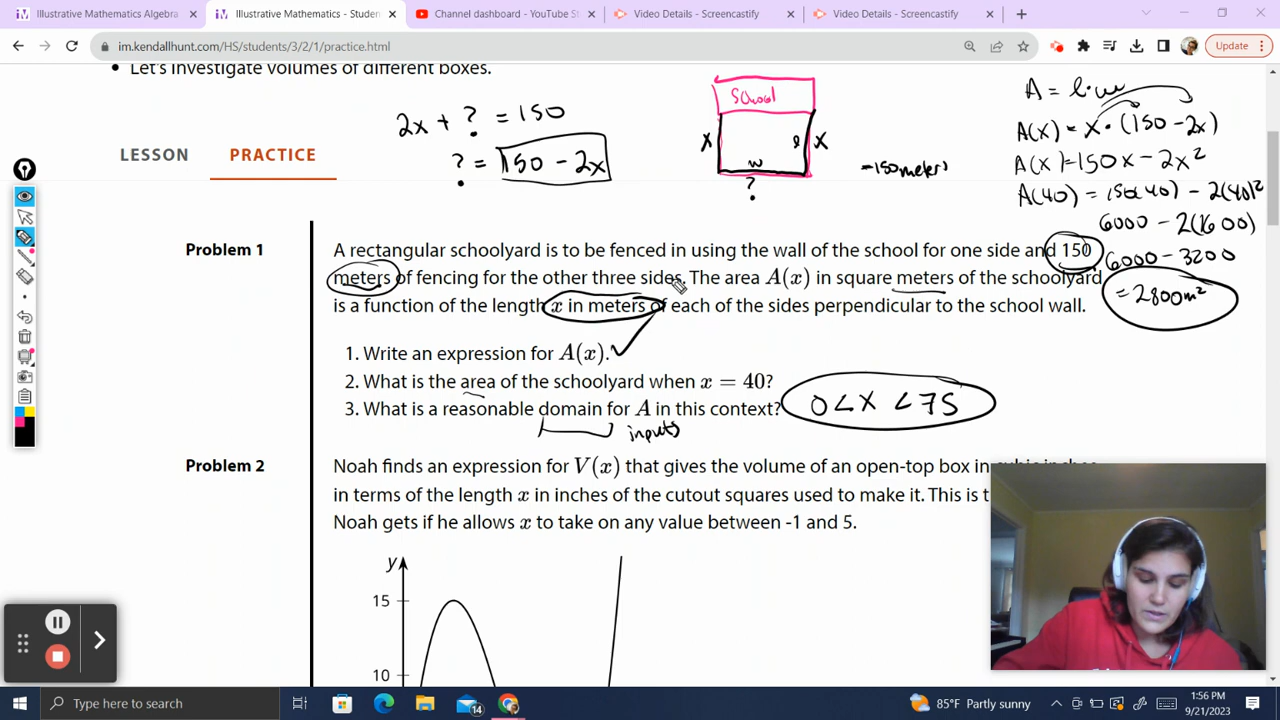 Illustrative Mathematics Algebra
Illustrative Mathematics - Studen
Channel dashboard - YouTube St
Video Details - Screencastify
Video Details - Screencastify
im.kendallhunt.com/HS/students/3/2/1/practice.html
Update
Let's investigate volumes of different boxes.
2x + ? = 150
? = 150 - 2x
School
x
l
x
w
?
=150 meters
A = l·w
A(x) = x·(150-2x)
A(x)=150x - 2x²
A(40) = 150(40) - 2(40)²
6000 - 2(1600)
6000 - 3200
= 2800m²
LESSON
PRACTICE
Problem 1
A rectangular schoolyard is to be fenced in using the wall of the school for one side and 150
meters of fencing for the other three sides. The area A(x) in square meters of the schoolyard
is a function of the length x in meters of each of the sides perpendicular to the school wall.
1. Write an expression for A(x).
2. What is the area of the schoolyard when x = 40?
3. What is a reasonable domain for A in this context?
0 < x < 75
inputs
Problem 2
Noah finds an expression for V(x) that gives the volume of an open-top box in cubic inches
in terms of the length x in inches of the cutout squares used to make it. This is t
Noah gets if he allows x to take on any value between -1 and 5.
y
15
10
Type here to search
14
85°F Partly sunny
1:56 PM
9/21/2023